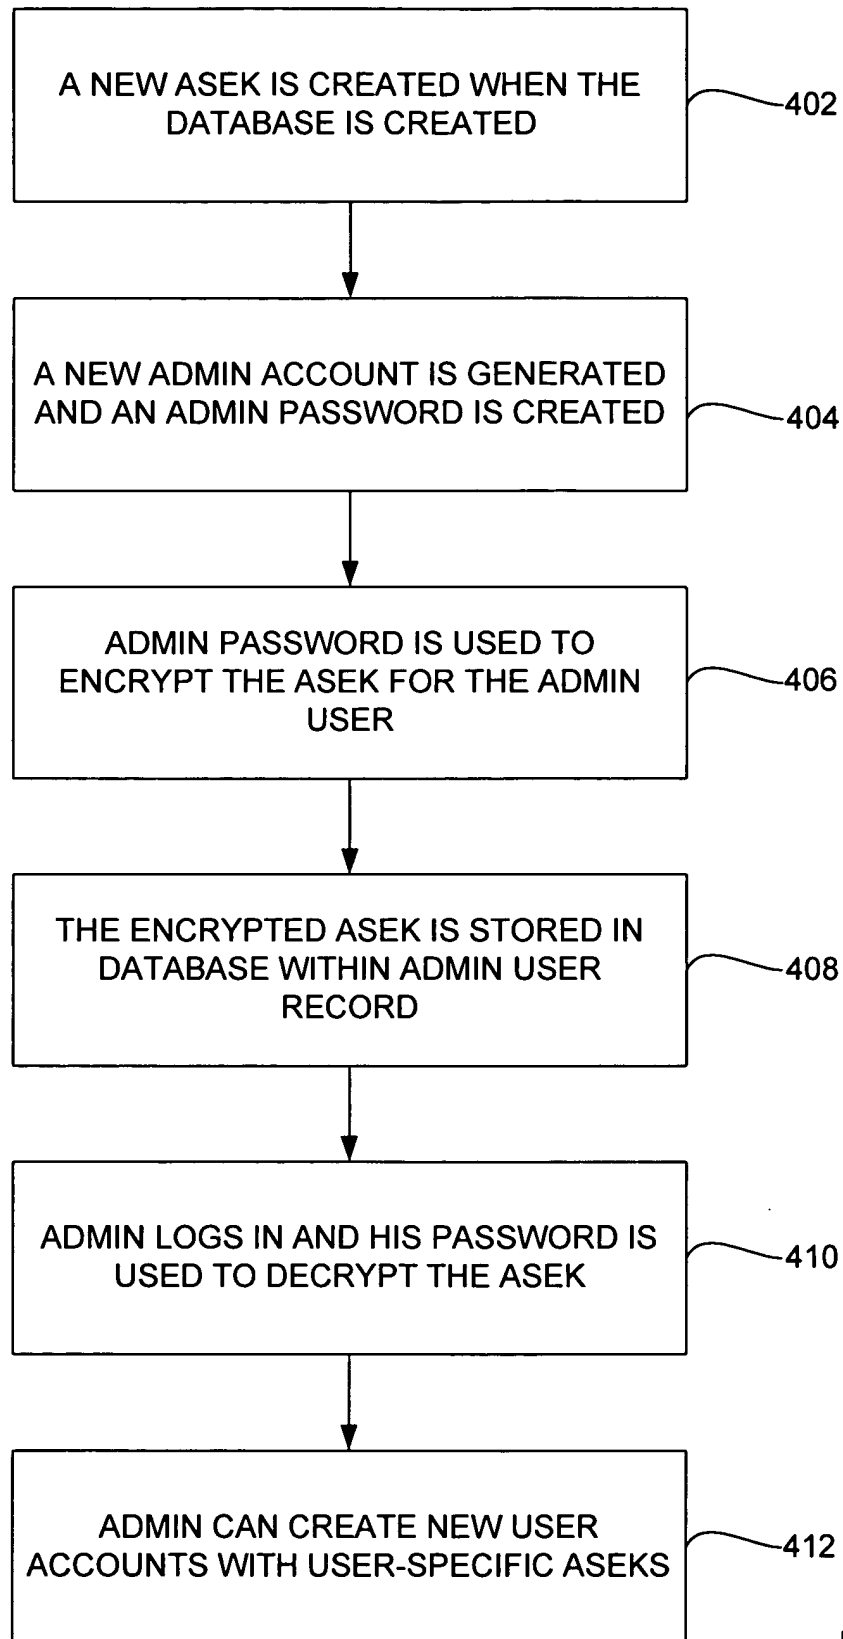 A NEW ASEK IS CREATED WHEN THE
DATABASE IS CREATED
402
A NEW ADMIN ACCOUNT IS GENERATED
AND AN ADMIN PASSWORD IS CREATED
404
ADMIN PASSWORD IS USED TO
ENCRYPT THE ASEK FOR THE ADMIN
USER
406
THE ENCRYPTED ASEK IS STORED IN
DATABASE WITHIN ADMIN USER
RECORD
408
ADMIN LOGS IN AND HIS PASSWORD IS
USED TO DECRYPT THE ASEK
410
ADMIN CAN CREATE NEW USER
ACCOUNTS WITH USER-SPECIFIC ASEKS
412